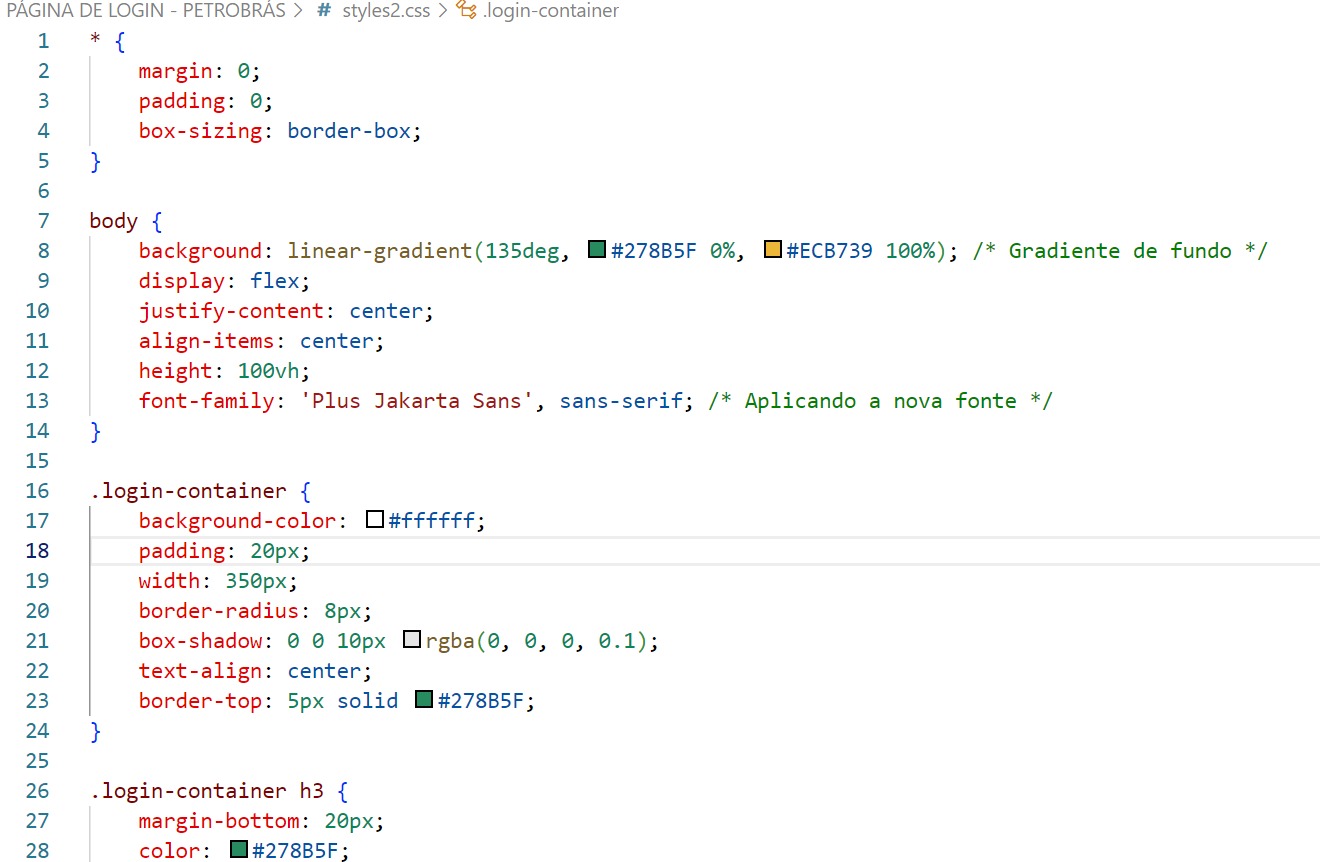 PÁGINA DE LOGIN - PETROBRÁS > # styles2.css > .login-container
1 * {
2 margin: 0;
3 padding: 0;
4 box-sizing: border-box;
5 }
6
7 body {
8 background: linear-gradient(135deg, #278B5F 0%, #ECB739 100%); /* Gradiente de fundo */
9 display: flex;
10 justify-content: center;
11 align-items: center;
12 height: 100vh;
13 font-family: 'Plus Jakarta Sans', sans-serif; /* Aplicando a nova fonte */
14 }
15
16 .login-container {
17 background-color: #ffffff;
18 padding: 20px;
19 width: 350px;
20 border-radius: 8px;
21 box-shadow: 0 0 10px rgba(0, 0, 0, 0.1);
22 text-align: center;
23 border-top: 5px solid #278B5F;
24 }
25
26 .login-container h3 {
27 margin-bottom: 20px;
28 color: #278B5F;